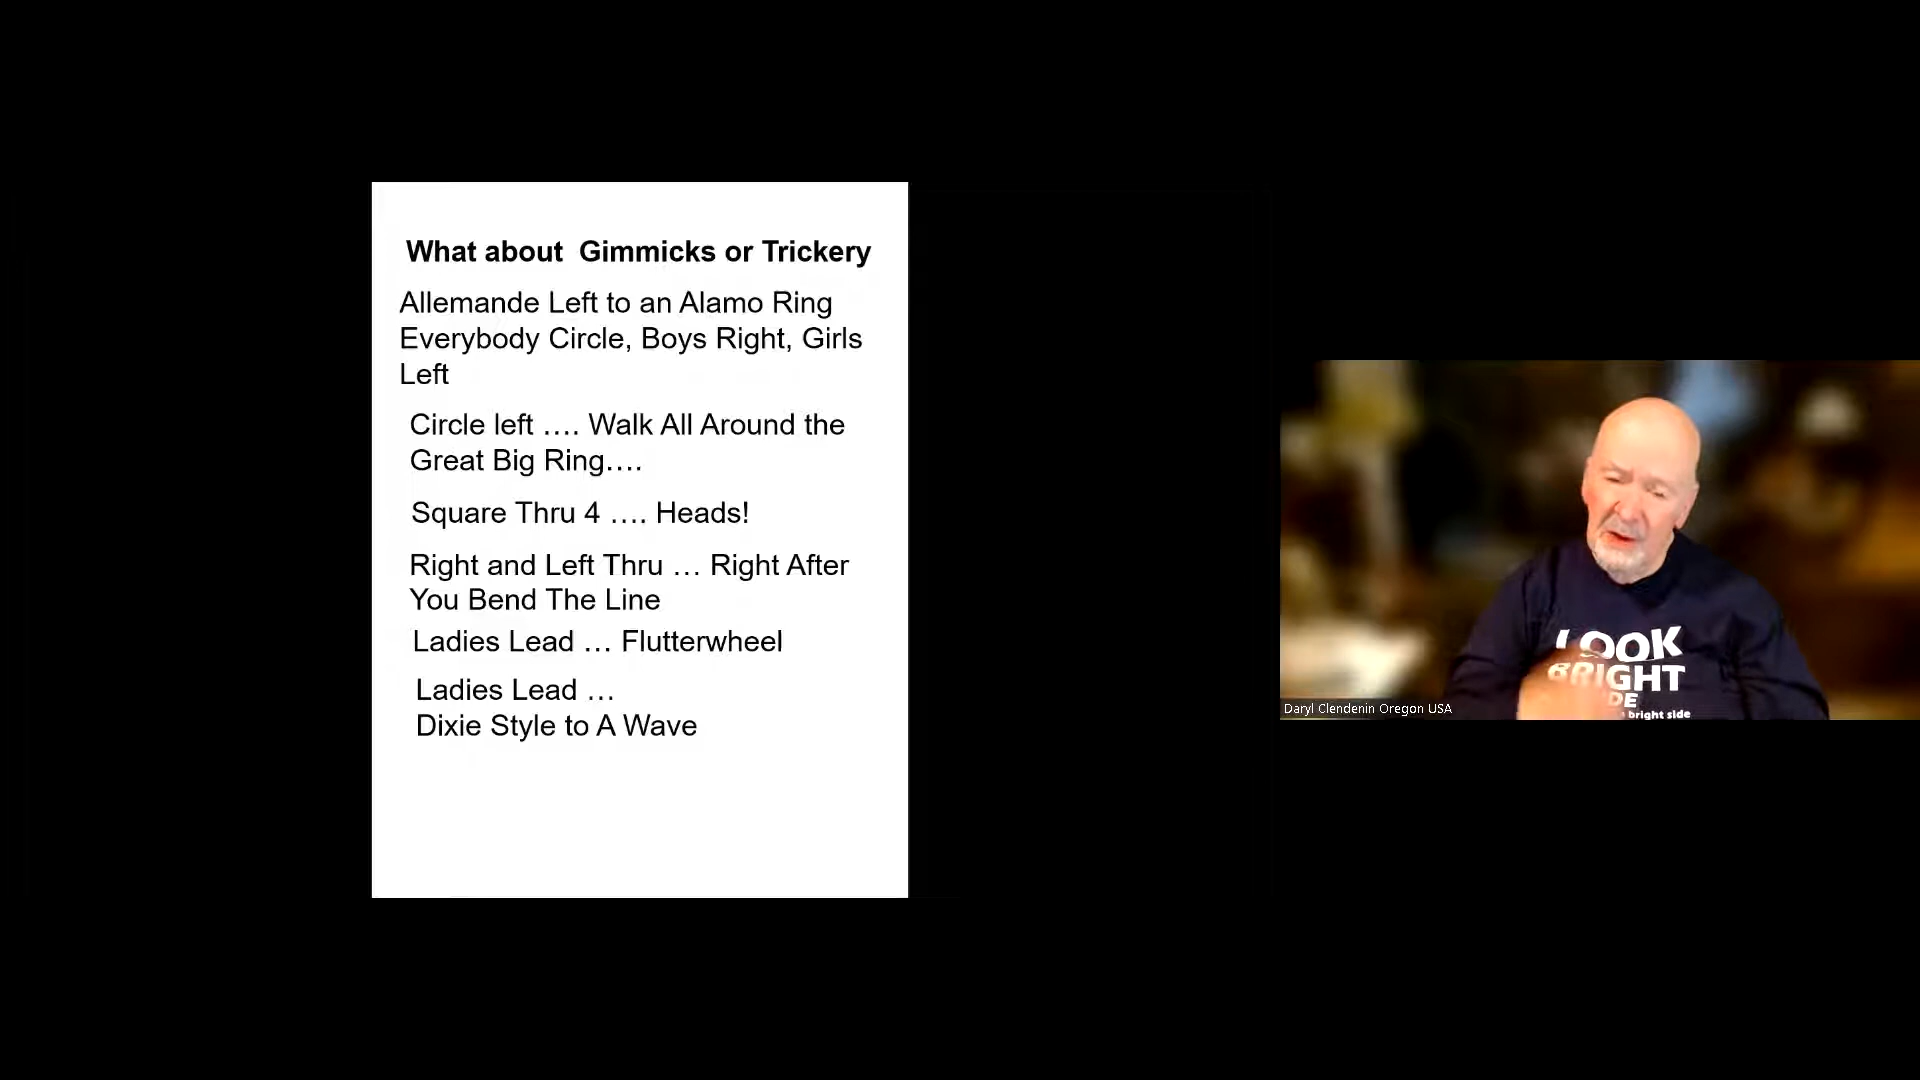 What about  Gimmicks or Trickery
Allemande Left to an Alamo Ring
Everybody Circle, Boys Right, Girls
Left
Circle left …. Walk All Around the
Great Big Ring….
Square Thru 4 …. Heads!
Right and Left Thru … Right After
You Bend The Line
Ladies Lead … Flutterwheel
Ladies Lead …
Dixie Style to A Wave
LOOK
BRIGHT
bright side
Daryl Clendenin Oregon USA